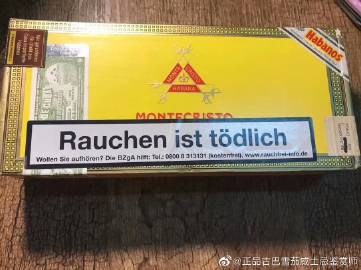 Habanos
HABANA
MONTECRISTO
Rauchen ist tödlich
Wollen Sie aufhören? Die BZgA hilft: Tel.: 0800 8 313131 (kostenfrei), www.rauchfrei-info.de
@正品古巴雪茄威士忌鉴赏师